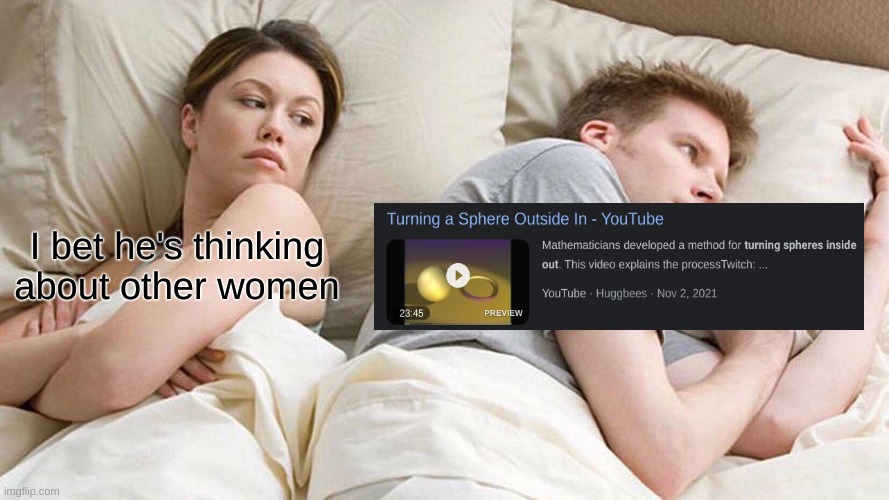 I bet he's thinking
about other women
Turning a Sphere Outside In - YouTube
Mathematicians developed a method for turning spheres inside
out. This video explains the processTwitch: ...
23:45
PREVIEW
YouTube · Huggbees · Nov 2, 2021
imgflip.com